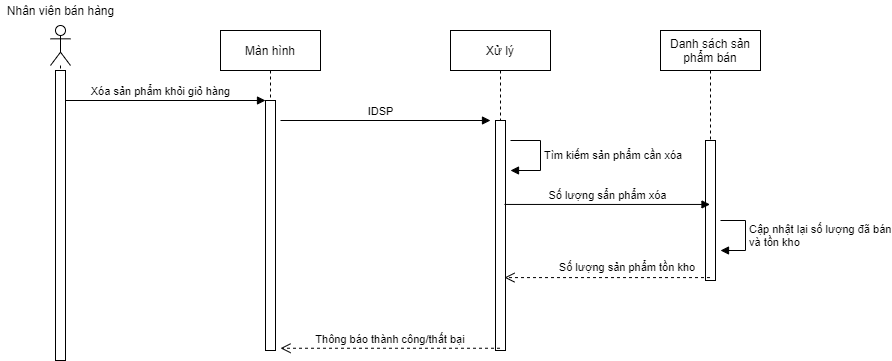 Nhân viên bán hàng
Màn hình
Xử lý
Danh sách sản
phẩm bán
Xóa sản phẩm khỏi giỏ hàng
IDSP
Tìm kiếm sản phẩm cần xóa
Số lượng sẩn phẩm xóa
Cập nhật lại số lượng đã bán
và tồn kho
Số lượng sản phẩm tồn kho
Thông báo thành công/thất bại